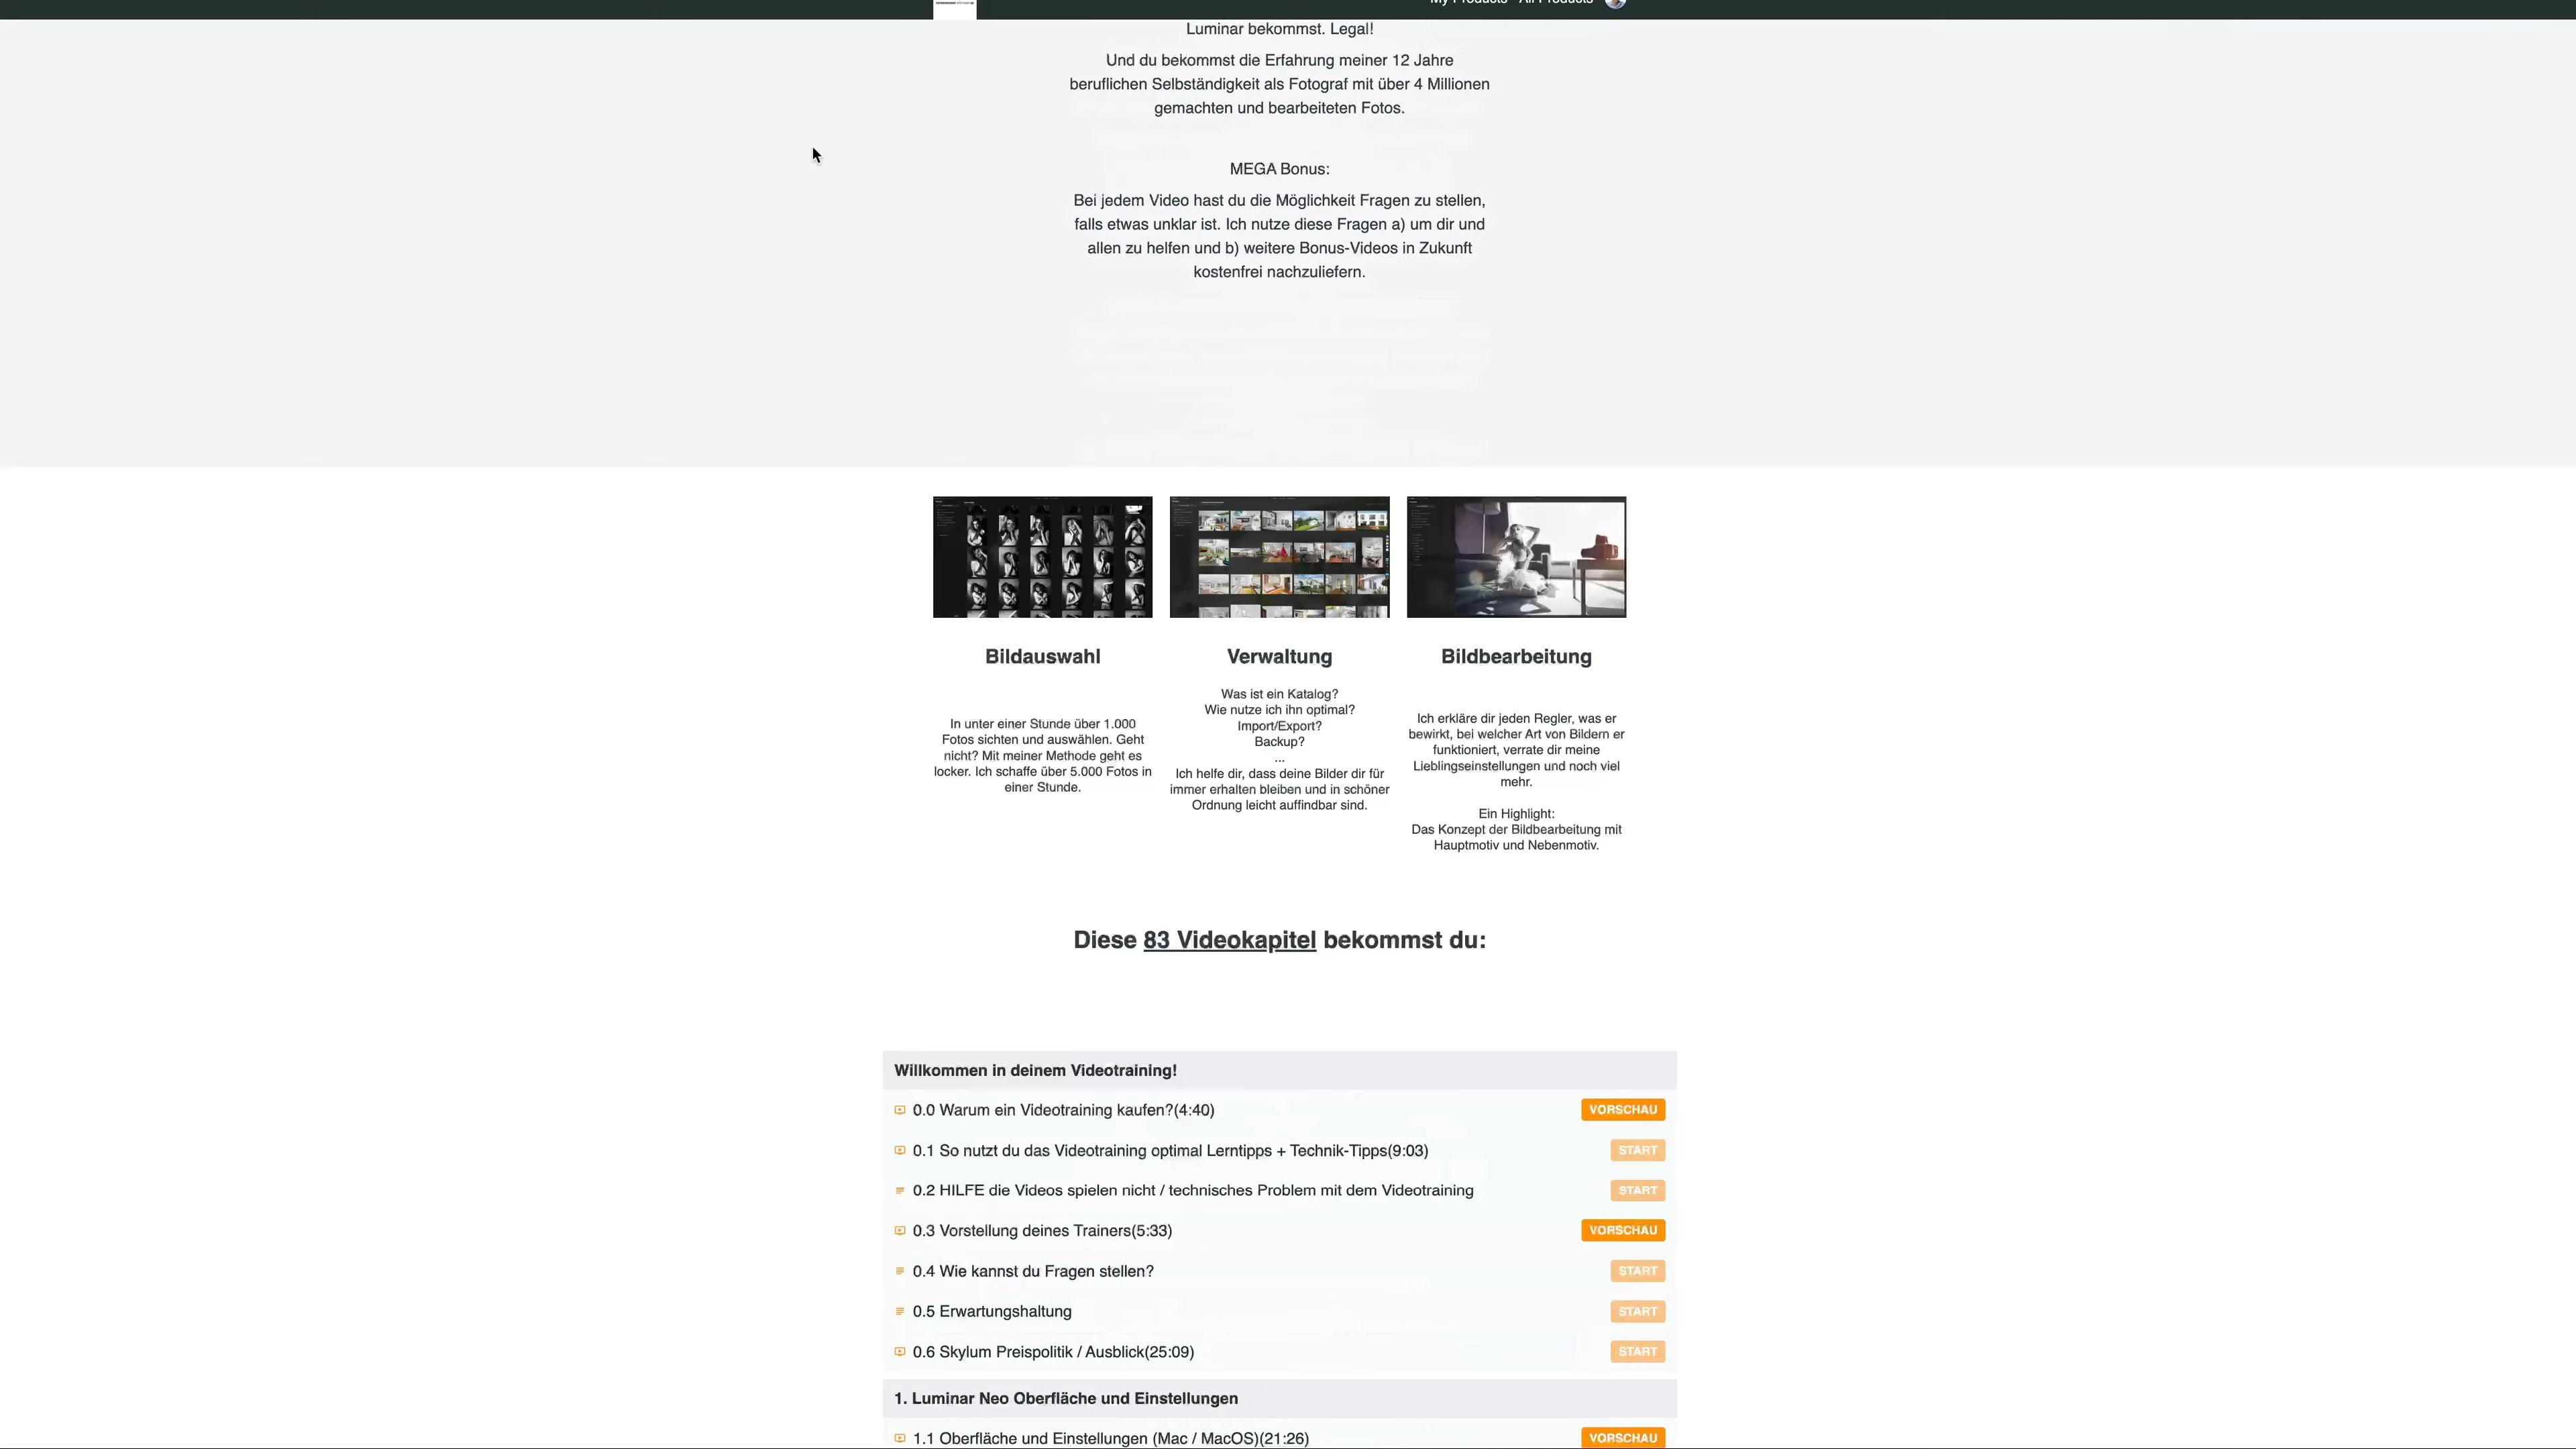 My Products
All Products
Luminar bekommst. Legal!
Und du bekommst die Erfahrung meiner 12 Jahre
beruflichen Selbständigkeit als Fotograf mit über 4 Millionen
gemachten und bearbeiteten Fotos.
MEGA Bonus:
Bei jedem Video hast du die Möglichkeit Fragen zu stellen,
falls etwas unklar ist. Ich nutze diese Fragen a) um dir und
allen zu helfen und b) weitere Bonus-Videos in Zukunft
kostenfrei nachzuliefern.
Bildauswahl
In unter einer Stunde über 1.000
Fotos sichten und auswählen. Geht
nicht? Mit meiner Methode geht es
locker. Ich schaffe über 5.000 Fotos in
einer Stunde.
Verwaltung
Was ist ein Katalog?
Wie nutze ich ihn optimal?
Import/Export?
Backup?
...
Ich helfe dir, dass deine Bilder dir für
immer erhalten bleiben und in schöner
Ordnung leicht auffindbar sind.
Bildbearbeitung
Ich erkläre dir jeden Regler, was er
bewirkt, bei welcher Art von Bildern er
funktioniert, verrate dir meine
Lieblingseinstellungen und noch viel
mehr.
Ein Highlight:
Das Konzept der Bildbearbeitung mit
Hauptmotiv und Nebenmotiv.
Diese 83 Videokapitel bekommst du:
Willkommen in deinem Videotraining!
0.0 Warum ein Videotraining kaufen?(4:40) VORSCHAU
0.1 So nutzt du das Videotraining optimal Lerntipps + Technik-Tipps(9:03) START
0.2 HILFE die Videos spielen nicht / technisches Problem mit dem Videotraining START
0.3 Vorstellung deines Trainers(5:33) VORSCHAU
0.4 Wie kannst du Fragen stellen? START
0.5 Erwartungshaltung START
0.6 Skylum Preispolitik / Ausblick(25:09) START
1. Luminar Neo Oberfläche und Einstellungen
1.1 Oberfläche und Einstellungen (Mac / MacOS)(21:26) VORSCHAU